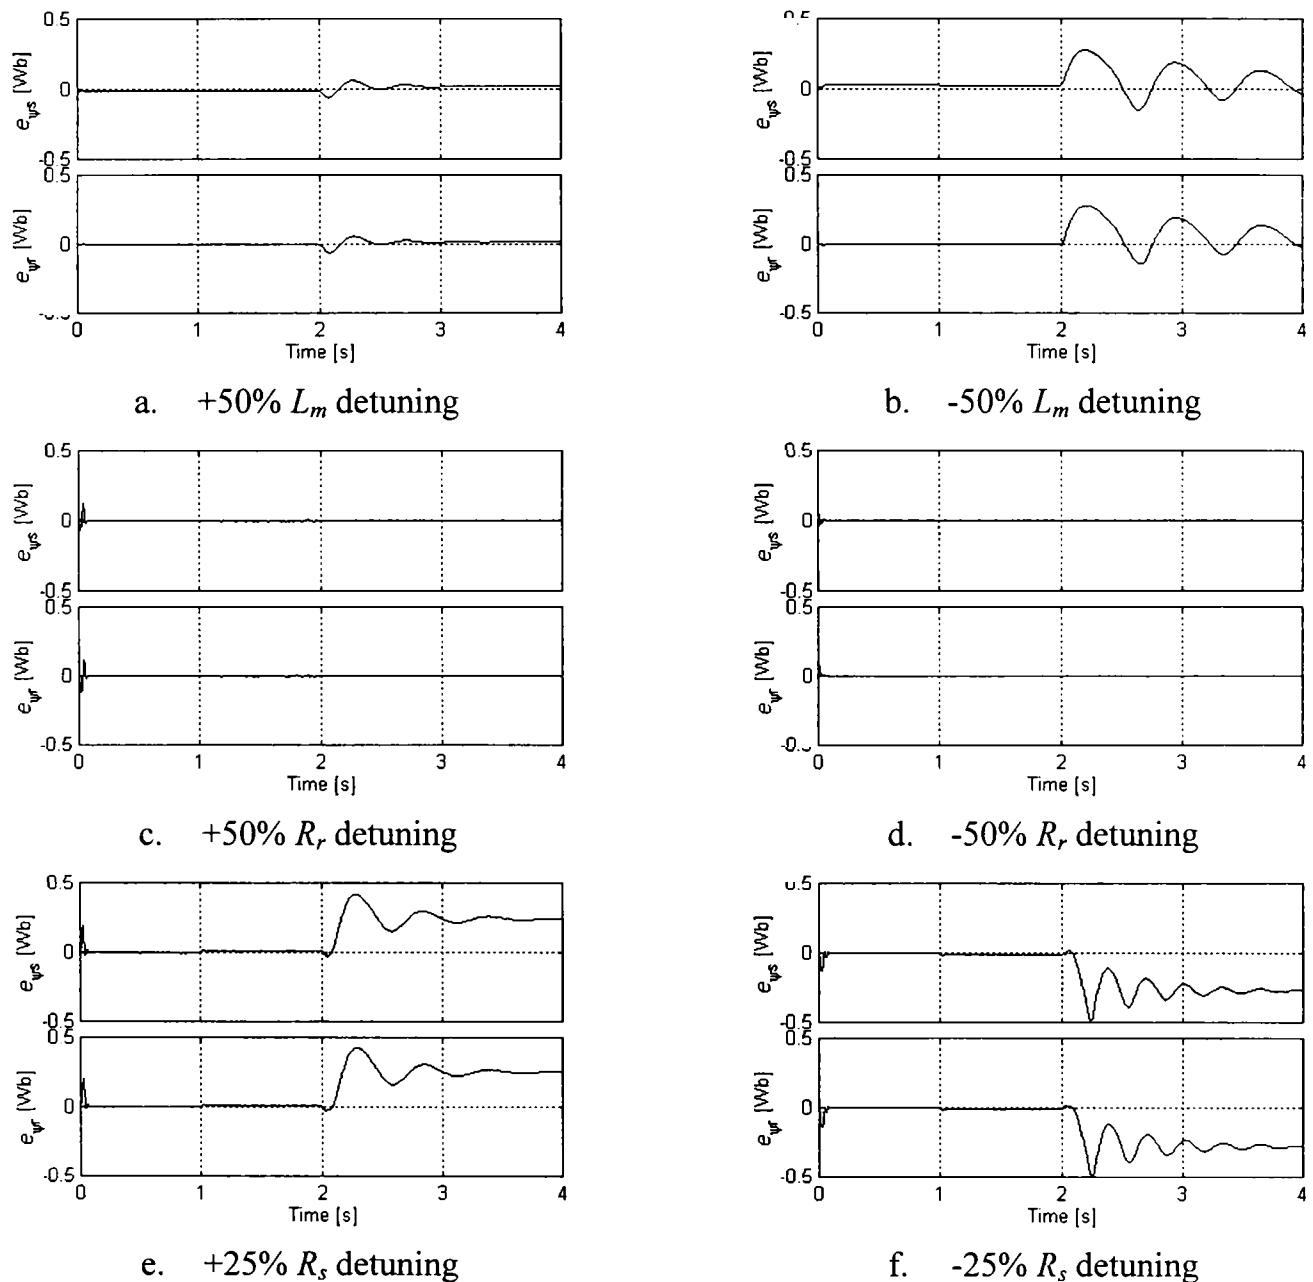 0.5
e_ψs [Wb]
0
-0.5
0.5
e_ψr [Wb]
0
0 1 2 3 4
Time [s]
a. +50% L_m detuning
0.5
e_ψs [Wb]
0
-0.5
0.5
e_ψr [Wb]
0
-0.5
0 1 2 3 4
Time [s]
b. -50% L_m detuning
0.5
e_ψs [Wb]
0
-0.5
0.5
e_ψr [Wb]
0
-0.5
0 1 2 3 4
Time [s]
c. +50% R_r detuning
0.5
e_ψs [Wb]
0
-0.5
0.5
e_ψr [Wb]
0
0 1 2 3 4
Time [s]
d. -50% R_r detuning
0.5
e_ψs [Wb]
0
-0.5
0.5
e_ψr [Wb]
0
-0.5
0 1 2 3 4
Time [s]
e. +25% R_s detuning
0.5
e_ψs [Wb]
0
-0.5
0.5
e_ψr [Wb]
0
-0.5
0 1 2 3 4
Time [s]
f. -25% R_s detuning